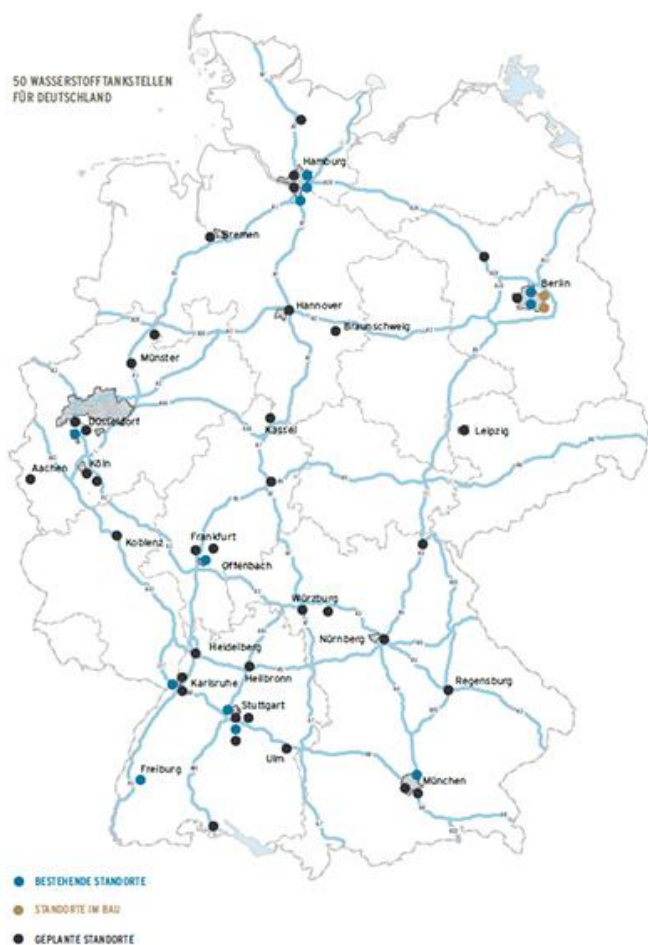 50 WASSERSTOFFTANKSTELLEN
FÜR DEUTSCHLAND
Hamburg
Bremen
Berlin
Hannover
Braunschweig
Münster
Düsseldorf
Kassel
Leipzig
Aachen
Köln
Koblenz
Frankfurt
Offenbach
Würzburg
Nürnberg
Heidelberg
Heilbronn
Karlsruhe
Regensburg
Stuttgart
Ulm
Freiburg
München
BESTEHENDE STANDORTE
STANDORTE IM BAU
GEPLANTE STANDORTE